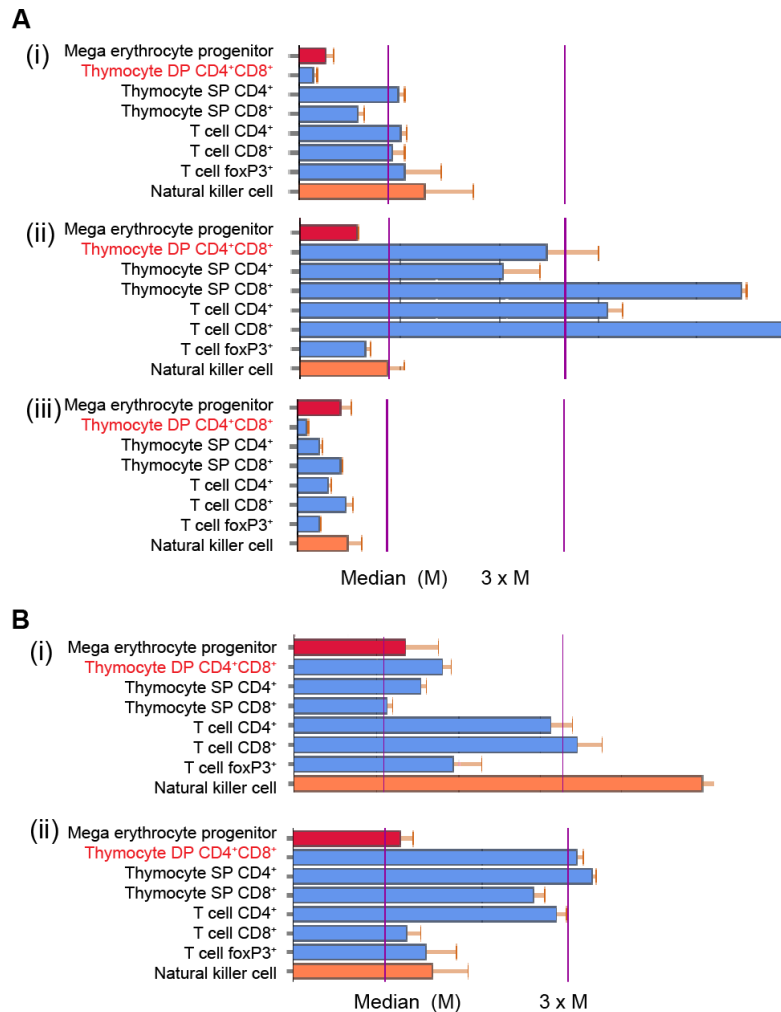 A
(i)
Mega erythrocyte progenitor
Thymocyte DP CD4⁺CD8⁺
Thymocyte SP CD4⁺
Thymocyte SP CD8⁺
T cell CD4⁺
T cell CD8⁺
T cell foxP3⁺
Natural killer cell
(ii)
Mega erythrocyte progenitor
Thymocyte DP CD4⁺CD8⁺
Thymocyte SP CD4⁺
Thymocyte SP CD8⁺
T cell CD4⁺
T cell CD8⁺
T cell foxP3⁺
Natural killer cell
(iii)
Mega erythrocyte progenitor
Thymocyte DP CD4⁺CD8⁺
Thymocyte SP CD4⁺
Thymocyte SP CD8⁺
T cell CD4⁺
T cell CD8⁺
T cell foxP3⁺
Natural killer cell
Median (M) 3 x M
B
(i)
Mega erythrocyte progenitor
Thymocyte DP CD4⁺CD8⁺
Thymocyte SP CD4⁺
Thymocyte SP CD8⁺
T cell CD4⁺
T cell CD8⁺
T cell foxP3⁺
Natural killer cell
(ii)
Mega erythrocyte progenitor
Thymocyte DP CD4⁺CD8⁺
Thymocyte SP CD4⁺
Thymocyte SP CD8⁺
T cell CD4⁺
T cell CD8⁺
T cell foxP3⁺
Natural killer cell
Median (M) 3 x M